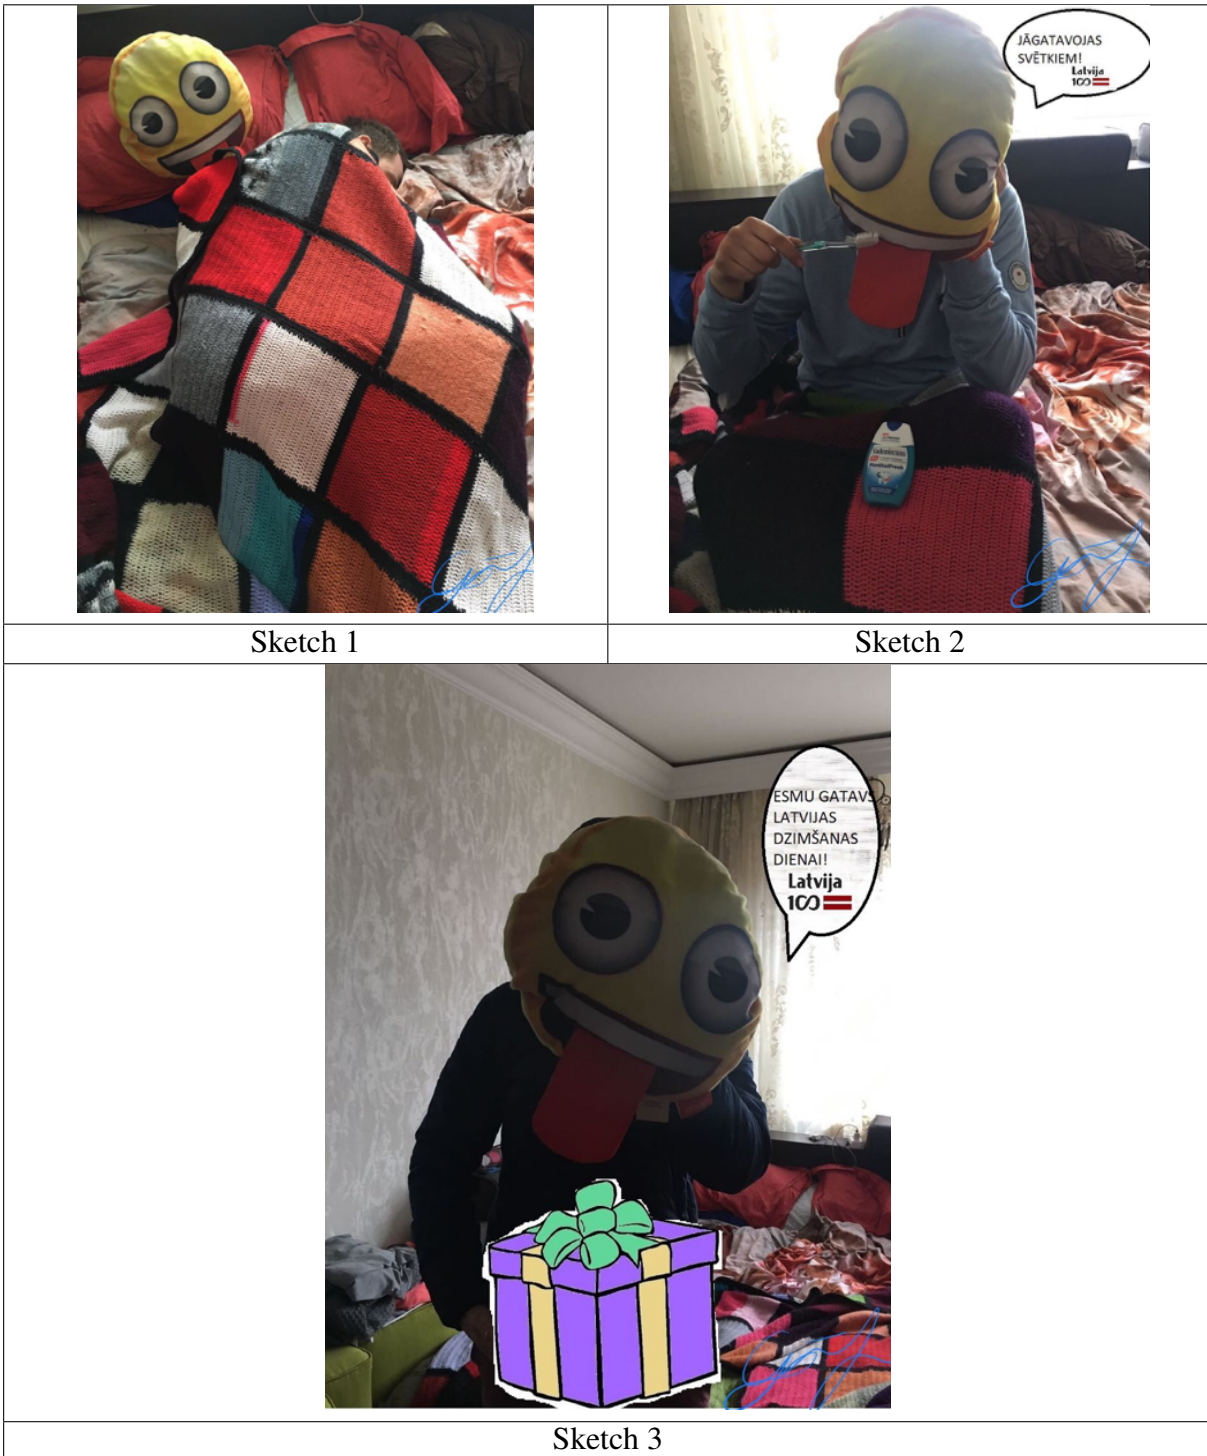 JĀGATAVOJAS
SVĒTKIEM!
Latvija
100
Sketch 1
Sketch 2
ESMU GATAVS
LATVIJAS
DZIMŠANAS
DIENAI!
Latvija
100
Sketch 3